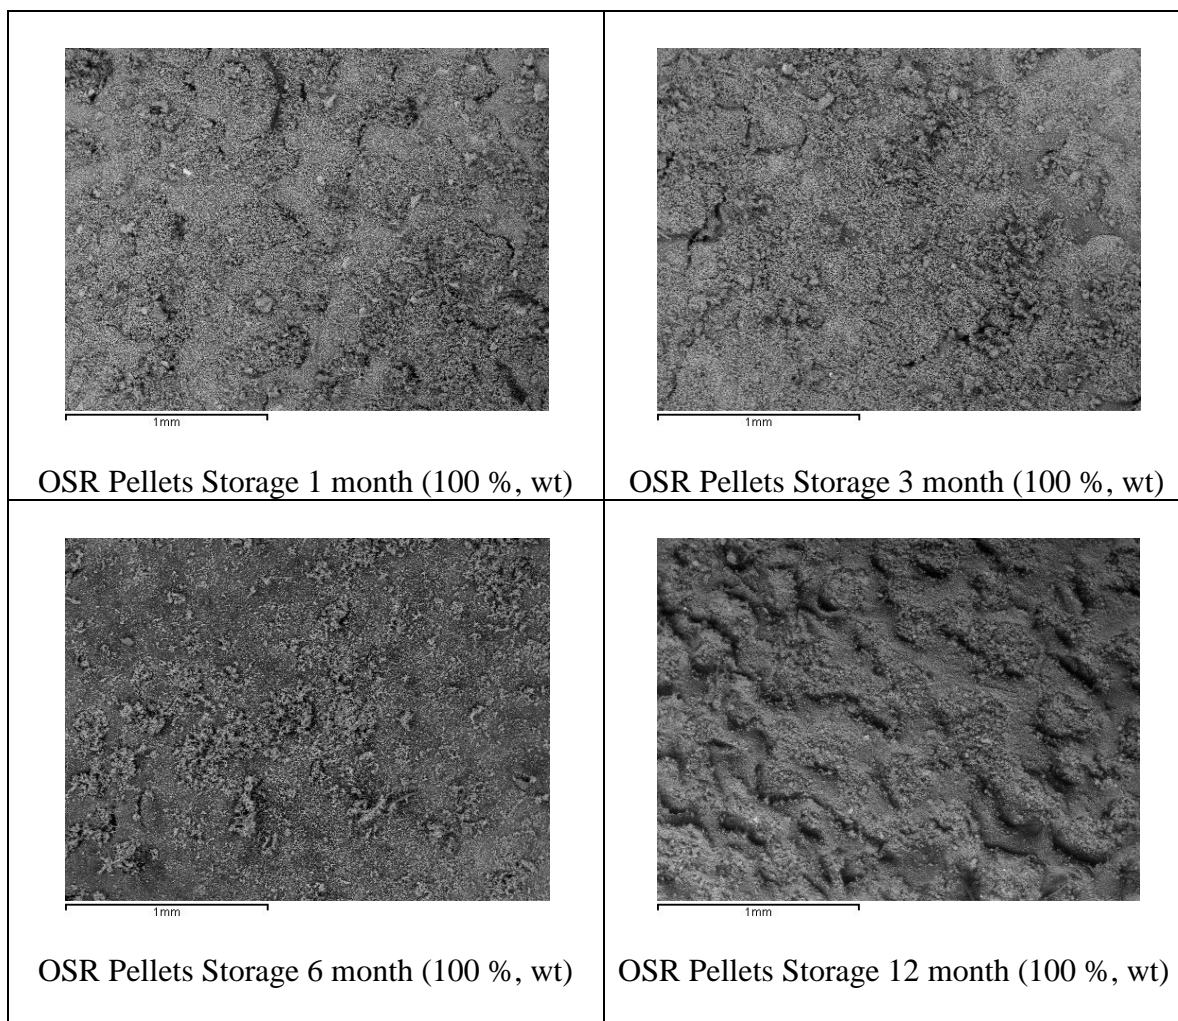 1mm
1mm
OSR Pellets Storage 1 month (100 %, wt)
OSR Pellets Storage 3 month (100 %, wt)
1mm
1mm
OSR Pellets Storage 6 month (100 %, wt)
OSR Pellets Storage 12 month (100 %, wt)